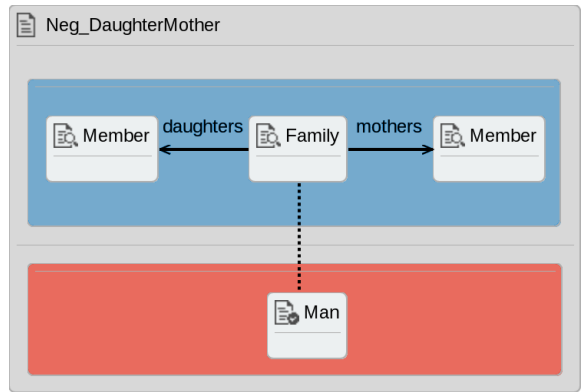 Neg_DaughterMother
daughters
mothers
Member
Family
Member
Man